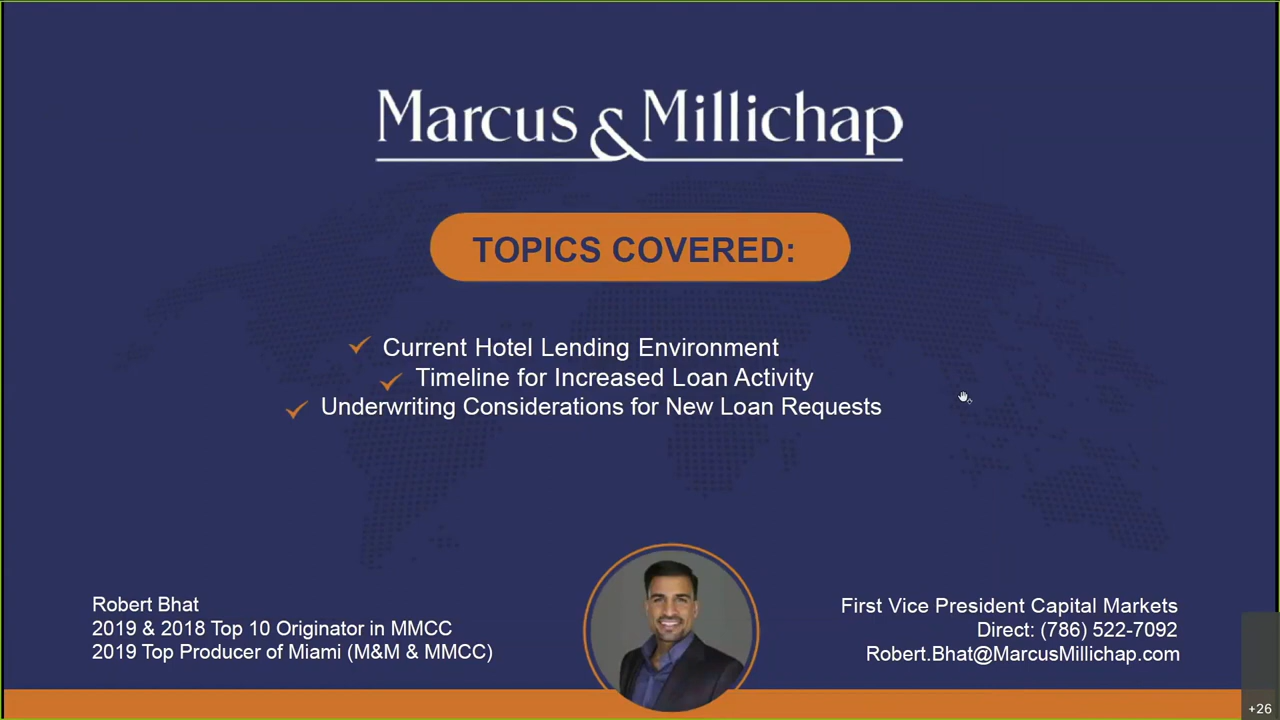 Marcus & Millichap
TOPICS COVERED:
Current Hotel Lending Environment
Timeline for Increased Loan Activity
Underwriting Considerations for New Loan Requests
Robert Bhat
2019 & 2018 Top 10 Originator in MMCC
2019 Top Producer of Miami (M&M & MMCC)
First Vice President Capital Markets
Direct: (786) 522-7092
Robert.Bhat@MarcusMillichap.com
+26